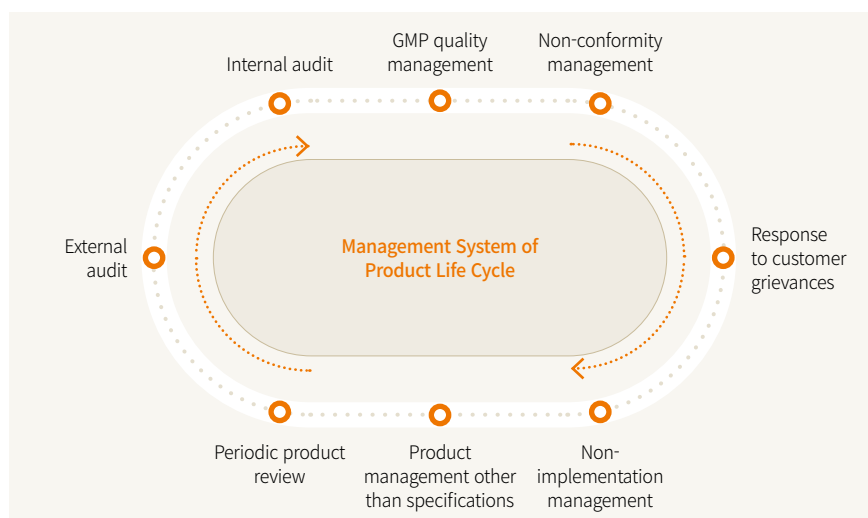 Internal audit
GMP quality
management
Non-conformity
management
External
audit
Management System of
Product Life Cycle
Response
to customer
grievances
Periodic product
review
Product
management other
than specifications
Non-
implementation
management